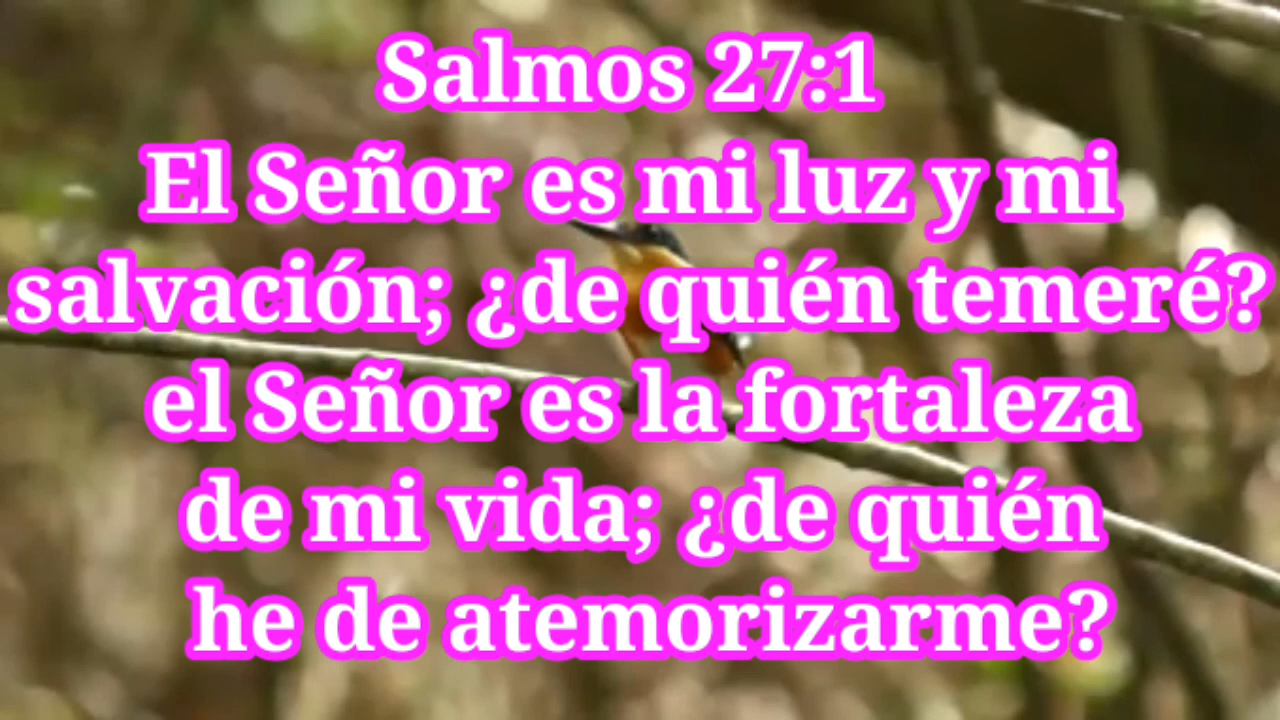 Salmos 27:1
El Señor es mi luz y mi
salvación; ¿de quién temeré?
el Señor es la fortaleza
de mi vida; ¿de quién
he de atemorizarme?